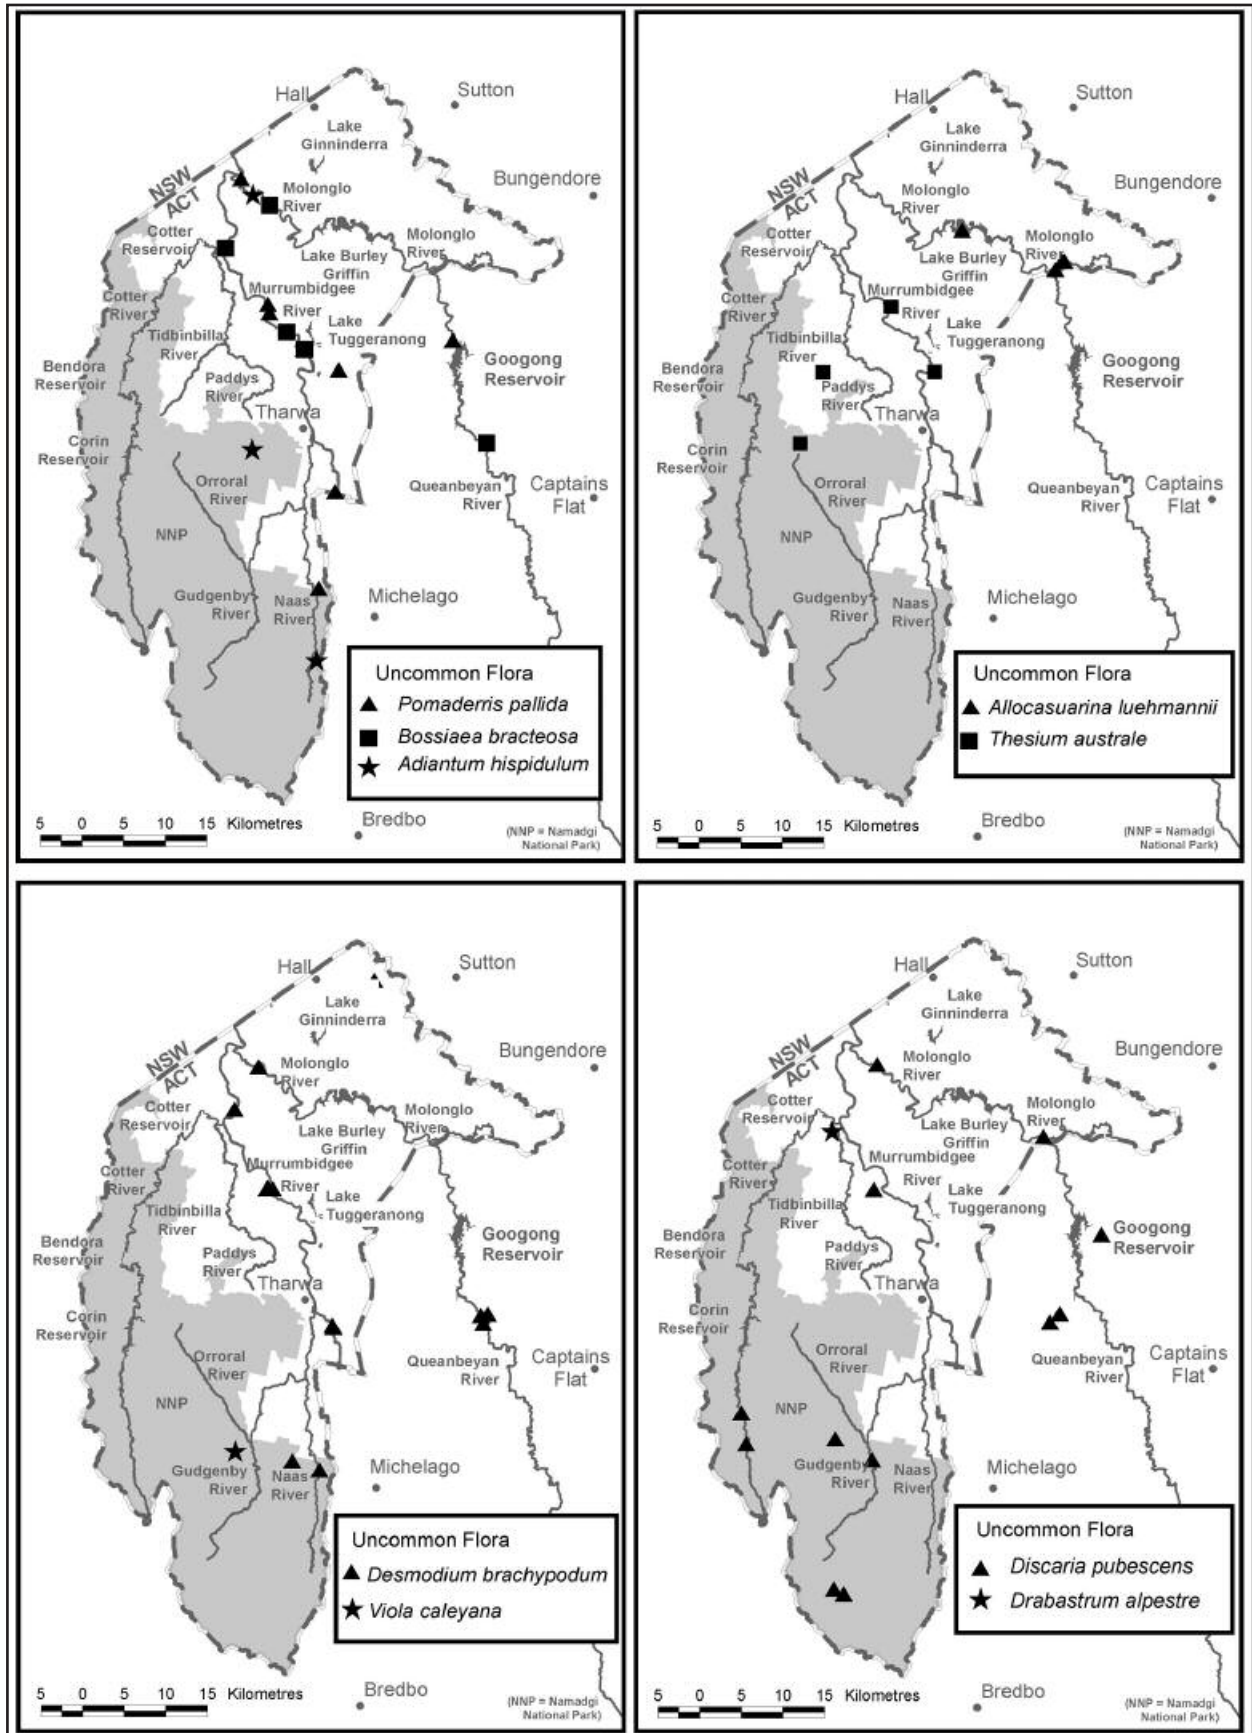 Hall
Sutton
Lake
Ginninderra
NSW
ACT
Bungendore
Molonglo
River
Cotter
Reservoir
Molonglo
River
Lake Burley
Griffin
Murrumbidgee
River
Cotter
River
Lake
Tuggeranong
Tidbinbilla
River
Bendora
Reservoir
Googong
Reservoir
Paddys
River
Tharwa
Corin
Reservoir
Orroral
River
Queanbeyan
River
Captains
Flat
NNP
Gudgenby
River
Naas
River
Michelago
Uncommon Flora
Pomaderris pallida
Bossiaea bracteosa
Adiantum hispidulum
5 0 5 10 15 Kilometres
Bredbo
(NNP = Namadgi
National Park)
Hall
Sutton
Lake
Ginninderra
NSW
ACT
Bungendore
Molonglo
River
Cotter
Reservoir
Molonglo
River
Lake Burley
Griffin
Murrumbidgee
River
Cotter
River
Lake
Tuggeranong
Tidbinbilla
River
Bendora
Reservoir
Googong
Reservoir
Paddys
River
Tharwa
Corin
Reservoir
Orroral
River
Queanbeyan
River
Captains
Flat
NNP
Gudgenby
River
Naas
River
Michelago
Uncommon Flora
Allocasuarina luehmannii
Thesium australe
5 0 5 10 15 Kilometres
Bredbo
(NNP = Namadgi
National Park)
Hall
Sutton
Lake
Ginninderra
NSW
ACT
Bungendore
Molonglo
River
Cotter
Reservoir
Molonglo
River
Lake Burley
Griffin
Murrumbidgee
River
Cotter
River
Lake
Tuggeranong
Tidbinbilla
River
Bendora
Reservoir
Googong
Reservoir
Paddys
River
Tharwa
Corin
Reservoir
Orroral
River
Queanbeyan
River
Captains
Flat
NNP
Gudgenby
River
Naas
River
Michelago
Uncommon Flora
Desmodium brachypodum
Viola caleyana
5 0 5 10 15 Kilometres
Bredbo
(NNP = Namadgi
National Park)
Hall
Sutton
Lake
Ginninderra
NSW
ACT
Bungendore
Molonglo
River
Cotter
Reservoir
Molonglo
River
Lake Burley
Griffin
Murrumbidgee
River
Cotter
River
Lake
Tuggeranong
Tidbinbilla
River
Bendora
Reservoir
Googong
Reservoir
Paddys
River
Tharwa
Corin
Reservoir
Orroral
River
Queanbeyan
River
Captains
Flat
NNP
Gudgenby
River
Naas
River
Michelago
Uncommon Flora
Discaria pubescens
Drabastrum alpestre
5 0 5 10 15 Kilometres
Bredbo
(NNP = Namadgi
National Park)